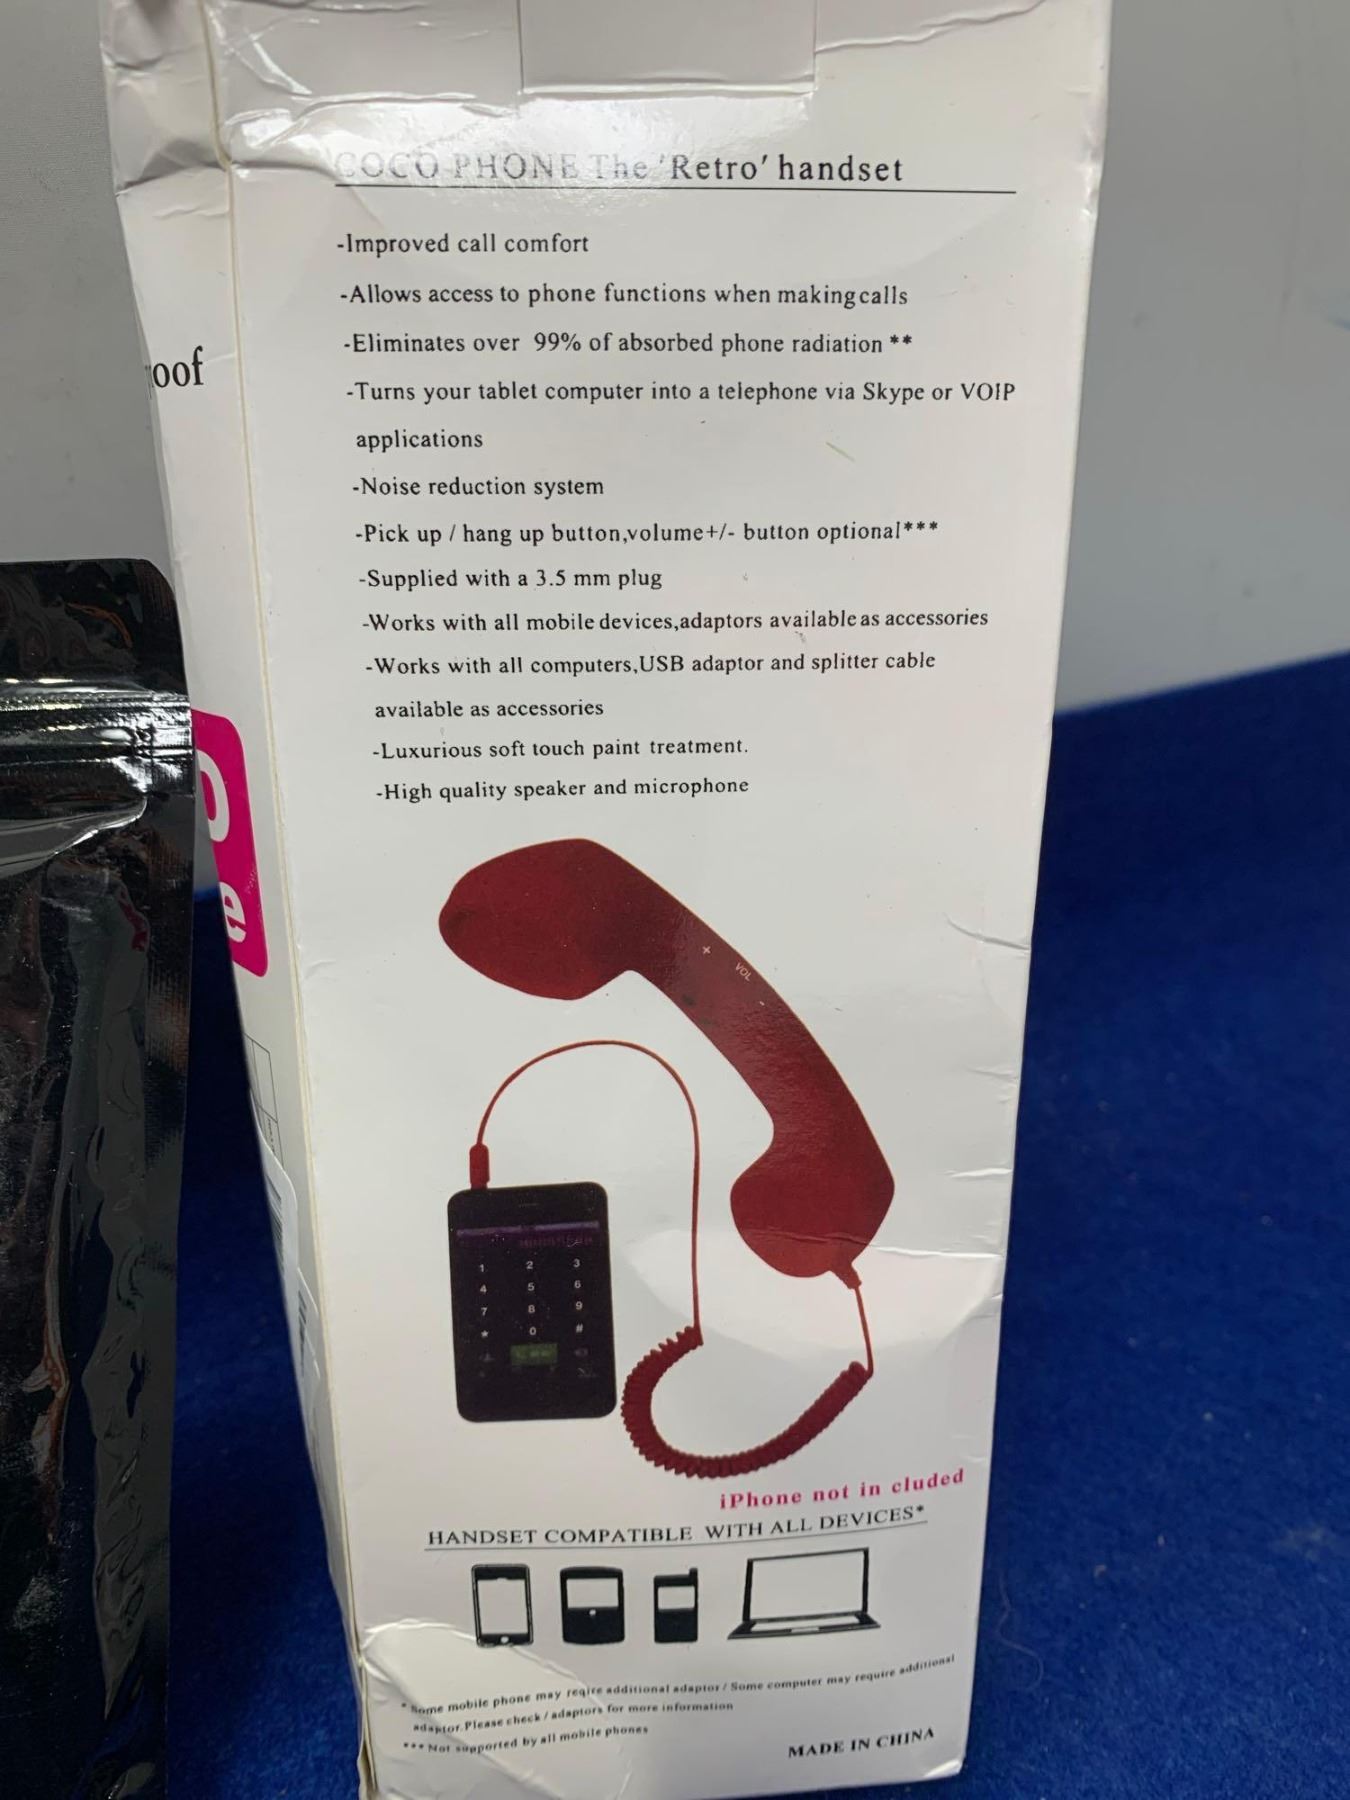 COCO PHONE The 'Retro' handset
-Improved call comfort
-Allows access to phone functions when making calls
-Eliminates over 99% of absorbed phone radiation **
-Turns your tablet computer into a telephone via Skype or VOIP
applications
-Noise reduction system
-Pick up / hang up button,volume+/- button optional***
-Supplied with a 3.5 mm plug
-Works with all mobile devices,adaptors available as accessories
-Works with all computers,USB adaptor and splitter cable
available as accessories
-Luxurious soft touch paint treatment.
-High quality speaker and microphone
oof
e
+ VOL
1 2 3
4 5 6
7 8 9
* 0 #
iPhone not in cluded
HANDSET COMPATIBLE WITH ALL DEVICES*
* Some mobile phone may reqire additional adaptor / Some computer may require additional
adaptor.Please check / adaptors for more information
*** Not supported by all mobile phones
MADE IN CHINA